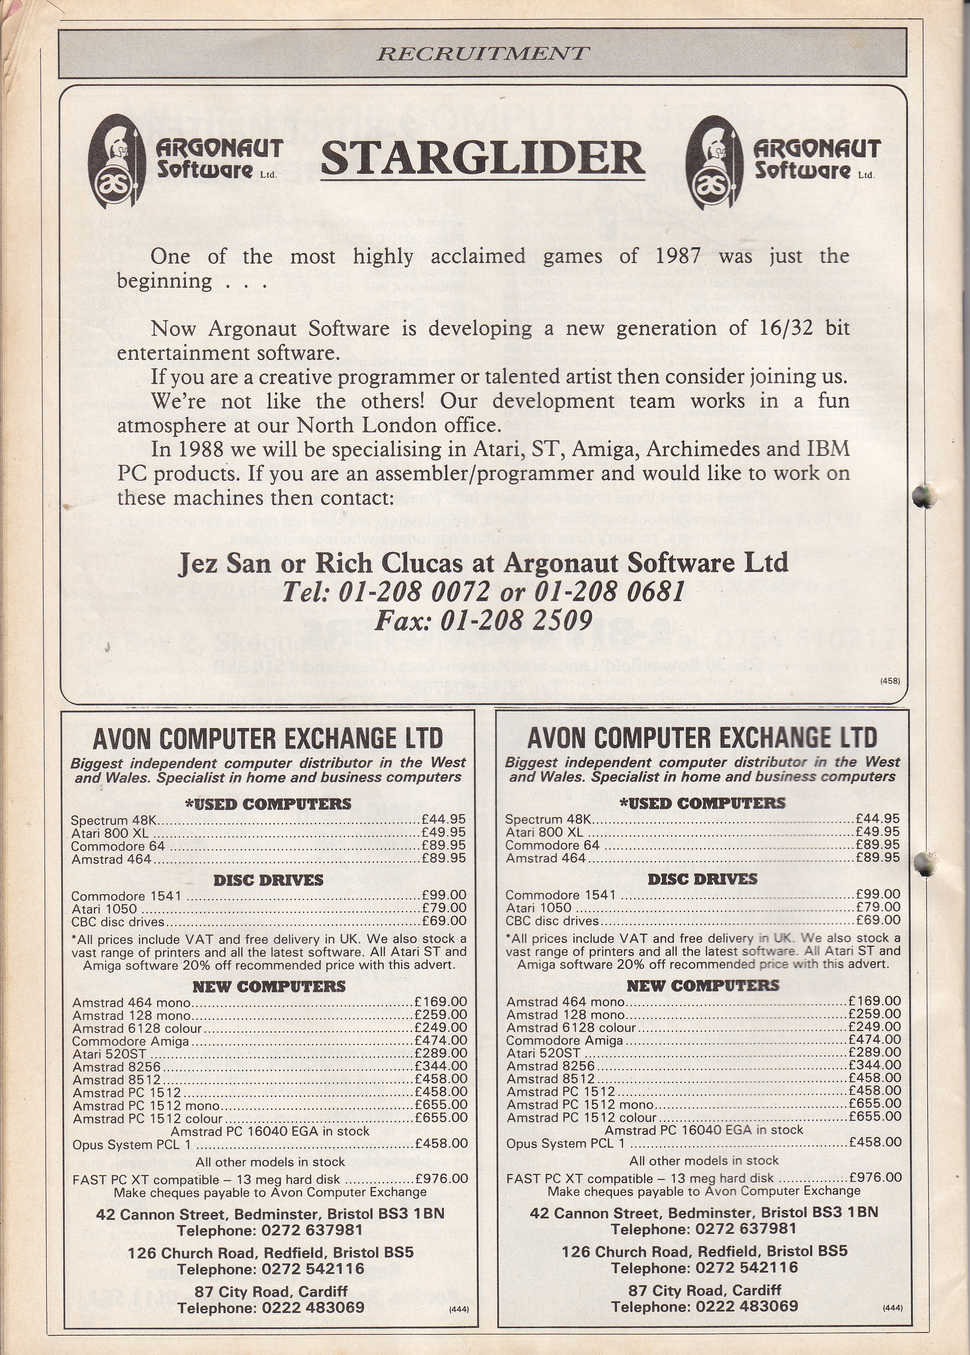 RECRUITMENT
ARGONAUT
Software Ltd.
as
STARGLIDER
ARGONAUT
Software Ltd.
as
One of the most highly acclaimed games of 1987 was just the
beginning . . .
Now Argonaut Software is developing a new generation of 16/32 bit
entertainment software.
If you are a creative programmer or talented artist then consider joining us.
We're not like the others! Our development team works in a fun
atmosphere at our North London office.
In 1988 we will be specialising in Atari, ST, Amiga, Archimedes and IBM
PC products. If you are an assembler/programmer and would like to work on
these machines then contact:
Jez San or Rich Clucas at Argonaut Software Ltd
Tel: 01-208 0072 or 01-208 0681
Fax: 01-208 2509
(458)
AVON COMPUTER EXCHANGE LTD
Biggest independent computer distributor in the West
and Wales. Specialist in home and business computers
*USED COMPUTERS
Spectrum 48K................£44.95
Atari 800 XL ................£49.95
Commodore 64 ................£89.95
Amstrad 464................£89.95
DISC DRIVES
Commodore 1541 ................£99.00
Atari 1050 ................£79.00
CBC disc drives................£69.00
*All prices include VAT and free delivery in UK. We also stock a
vast range of printers and all the latest software. All Atari ST and
Amiga software 20% off recommended price with this advert.
NEW COMPUTERS
Amstrad 464 mono................£169.00
Amstrad 128 mono................£259.00
Amstrad 6128 colour................£249.00
Commodore Amiga................£474.00
Atari 520ST................£289.00
Amstrad 8256................£344.00
Amstrad 8512................£458.00
Amstrad PC 1512................£458.00
Amstrad PC 1512 mono................£655.00
Amstrad PC 1512 colour................£655.00
Amstrad PC 16040 EGA in stock
Opus System PCL 1 ................£458.00
All other models in stock
FAST PC XT compatible – 13 meg hard disk ................£976.00
Make cheques payable to Avon Computer Exchange
42 Cannon Street, Bedminster, Bristol BS3 1BN
Telephone: 0272 637981
126 Church Road, Redfield, Bristol BS5
Telephone: 0272 542116
87 City Road, Cardiff
Telephone: 0222 483069
(444)
AVON COMPUTER EXCHANGE LTD
Biggest independent computer distributor in the West
and Wales. Specialist in home and business computers
*USED COMPUTERS
Spectrum 48K................£44.95
Atari 800 XL ................£49.95
Commodore 64 ................£89.95
Amstrad 464................£89.95
DISC DRIVES
Commodore 1541 ................£99.00
Atari 1050 ................£79.00
CBC disc drives................£69.00
*All prices include VAT and free delivery in UK. We also stock a
vast range of printers and all the latest software. All Atari ST and
Amiga software 20% off recommended price with this advert.
NEW COMPUTERS
Amstrad 464 mono................£169.00
Amstrad 128 mono................£259.00
Amstrad 6128 colour................£249.00
Commodore Amiga................£474.00
Atari 520ST................£289.00
Amstrad 8256................£344.00
Amstrad 8512................£458.00
Amstrad PC 1512................£458.00
Amstrad PC 1512 mono................£655.00
Amstrad PC 1512 colour................£655.00
Amstrad PC 16040 EGA in stock
Opus System PCL 1 ................£458.00
All other models in stock
FAST PC XT compatible – 13 meg hard disk ................£976.00
Make cheques payable to Avon Computer Exchange
42 Cannon Street, Bedminster, Bristol BS3 1BN
Telephone: 0272 637981
126 Church Road, Redfield, Bristol BS5
Telephone: 0272 542116
87 City Road, Cardiff
Telephone: 0222 483069
(444)